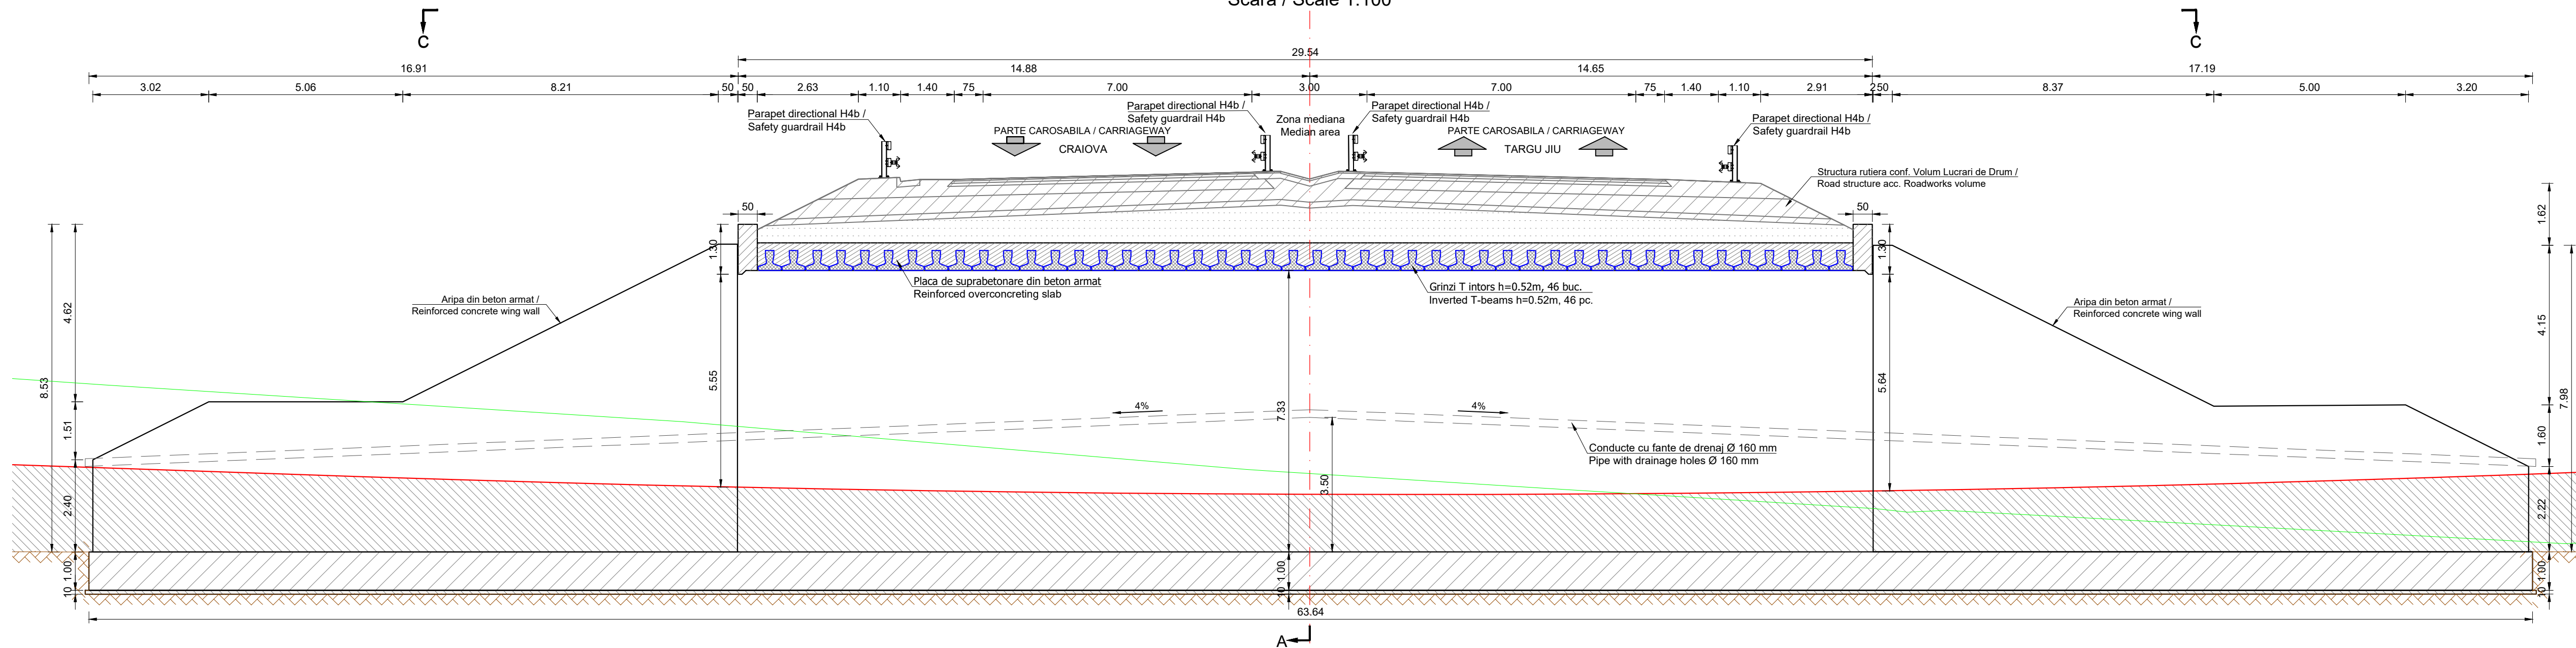 Scara / Scale 1:100
C
C
29.54
16.91
14.88
14.65
17.19
3.02
5.06
8.21
50
50
2.63
1.10
1.40
75
7.00
3.00
7.00
75
1.40
1.10
2.91
250
8.37
5.00
3.20
Parapet directional H4b /
Safety guardrail H4b
Parapet directional H4b /
Safety guardrail H4b
Zona mediana
Median area
Parapet directional H4b /
Safety guardrail H4b
Parapet directional H4b /
Safety guardrail H4b
PARTE CAROSABILA / CARRIAGEWAY
CRAIOVA
PARTE CAROSABILA / CARRIAGEWAY
TARGU JIU
Structura rutiera conf. Volum Lucrari de Drum /
Road structure acc. Roadworks volume
50
50
1.30
1.30
1.62
Placa de suprabetonare din beton armat
Reinforced overconcreting slab
Grinzi T intors h=0.52m, 46 buc.
Inverted T-beams h=0.52m, 46 pc.
Aripa din beton armat /
Reinforced concrete wing wall
Aripa din beton armat /
Reinforced concrete wing wall
4.62
4.15
8.53
5.55
5.64
7.98
4%
4%
7.33
1.51
1.60
Conducte cu fante de drenaj Ø 160 mm
Pipe with drainage holes Ø 160 mm
3.50
2.40
2.22
1.00
10
1.00
10
1.00
10
63.64
A